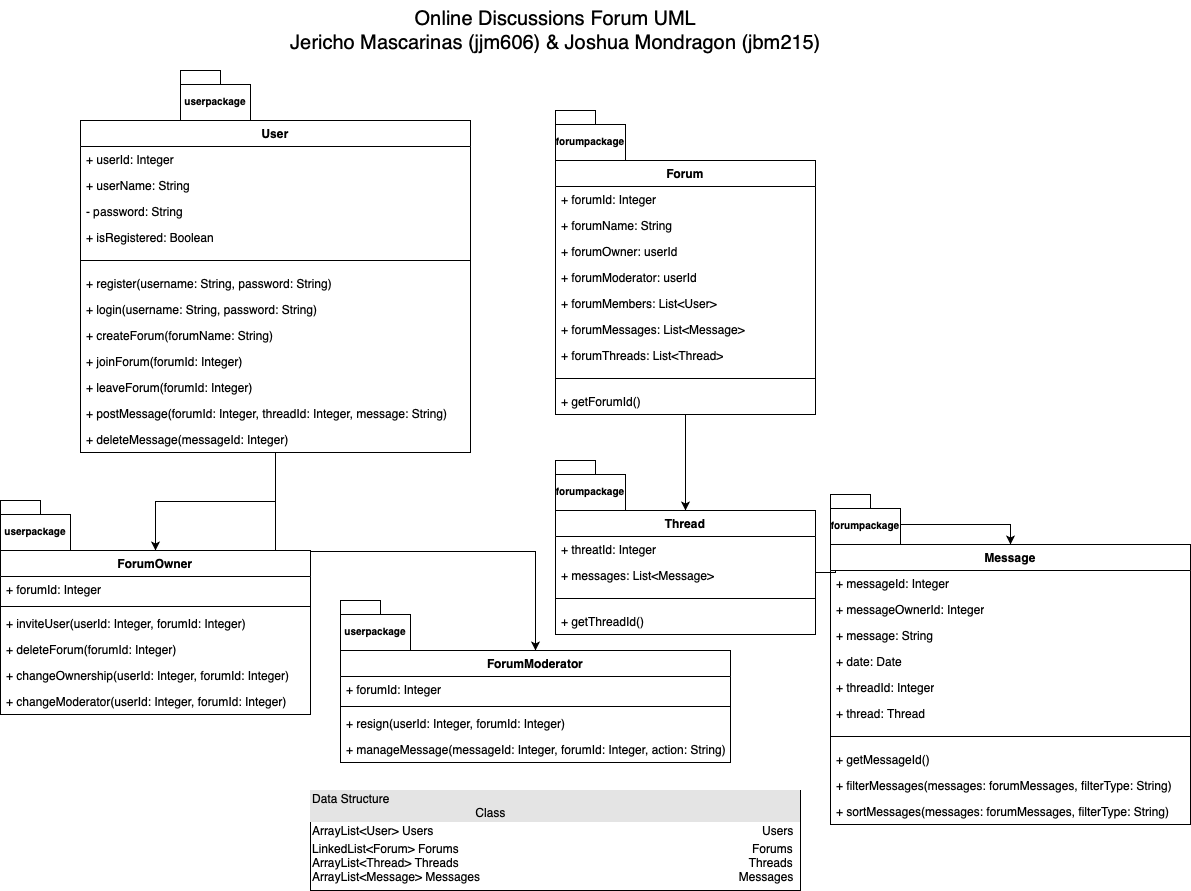 Online Discussions Forum UML
Jericho Mascarinas (jjm606) & Joshua Mondragon (jbm215)
userpackage
User
+ userId: Integer
+ userName: String
- password: String
+ isRegistered: Boolean
+ register(username: String, password: String)
+ login(username: String, password: String)
+ createForum(forumName: String)
+ joinForum(forumId: Integer)
+ leaveForum(forumId: Integer)
+ postMessage(forumId: Integer, threadId: Integer, message: String)
+ deleteMessage(messageId: Integer)
forumpackage
Forum
+ forumId: Integer
+ forumName: String
+ forumOwner: userId
+ forumModerator: userId
+ forumMembers: List<User>
+ forumMessages: List<Message>
+ forumThreads: List<Thread>
+ getForumId()
userpackage
ForumOwner
+ forumId: Integer
+ inviteUser(userId: Integer, forumId: Integer)
+ deleteForum(forumId: Integer)
+ changeOwnership(userId: Integer, forumId: Integer)
+ changeModerator(userId: Integer, forumId: Integer)
userpackage
ForumModerator
+ forumId: Integer
+ resign(userId: Integer, forumId: Integer)
+ manageMessage(messageId: Integer, forumId: Integer, action: String)
forumpackage
Thread
+ threatId: Integer
+ messages: List<Message>
+ getThreadId()
forumpackage
Message
+ messageId: Integer
+ messageOwnerId: Integer
+ message: String
+ date: Date
+ threadId: Integer
+ thread: Thread
+ getMessageId()
+ filterMessages(messages: forumMessages, filterType: String)
+ sortMessages(messages: forumMessages, filterType: String)
Data Structure
Class
ArrayList<User> Users Users
LinkedList<Forum> Forums Forums
ArrayList<Thread> Threads Threads
ArrayList<Message> Messages Messages